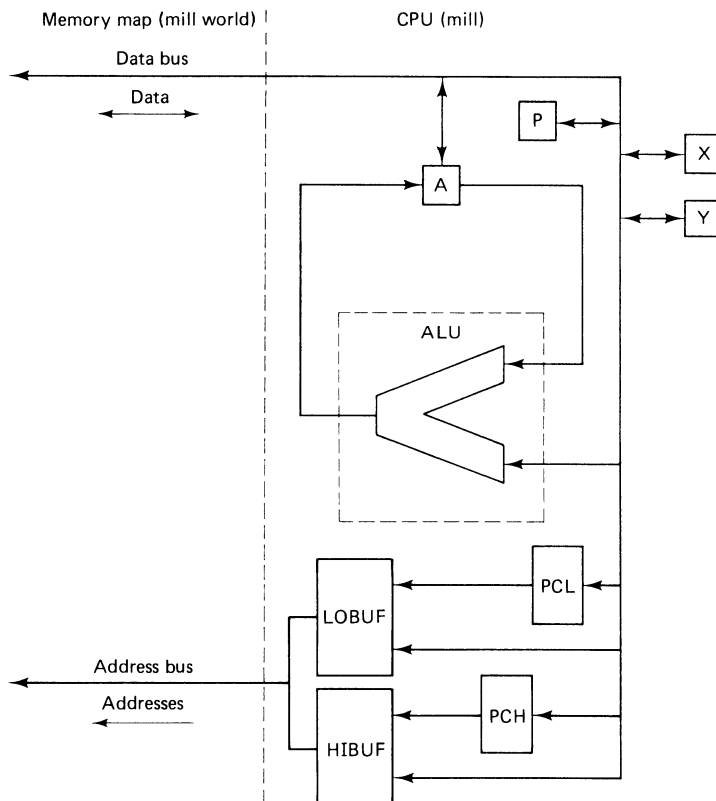 Memory map (mill world)
CPU (mill)
Data bus
Data
P
X
A
Y
ALU
PCL
LOBUF
Address bus
Addresses
PCH
HIBUF